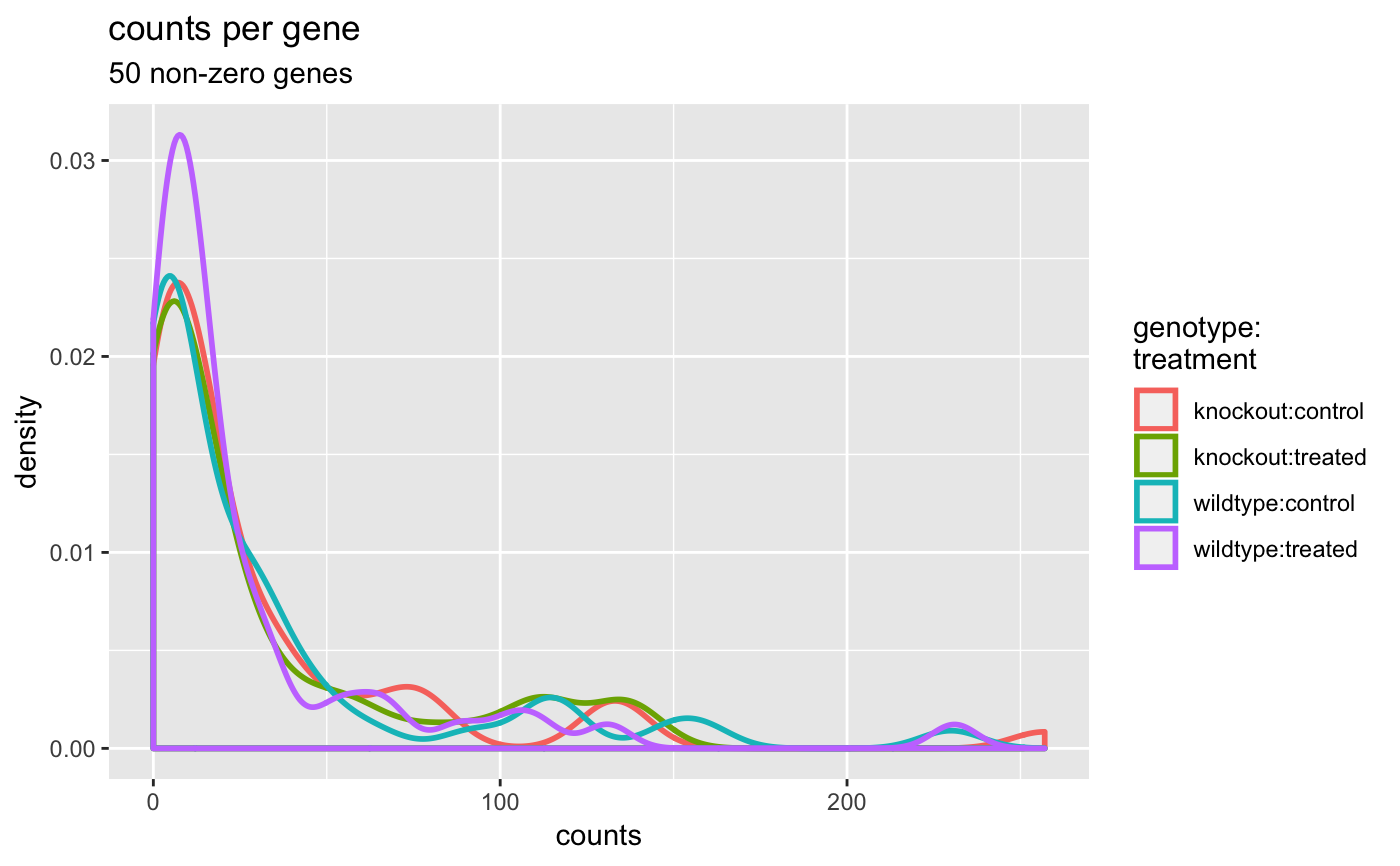 counts per gene
50 non-zero genes
0.03
0.02
0.01
0.00
density
0
100
200
counts
genotype:
treatment
knockout:control
knockout:treated
wildtype:control
wildtype:treated